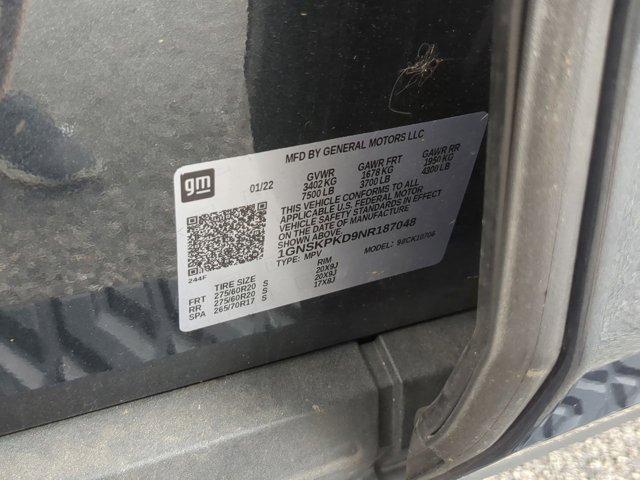 MFD BY GENERAL MOTORS LLC
gm
01/22
GVWR GAWR FRT GAWR RR
3402 KG 1678 KG 1950 KG
7500 LB 3700 LB 4300 LB
THIS VEHICLE CONFORMS TO ALL
APPLICABLE U.S. FEDERAL MOTOR
VEHICLE SAFETY STANDARDS IN EFFECT
ON THE DATE OF MANUFACTURE
1GNSKPKD9NR187048
TYPE: MPV MODEL: 98CK10706
244F
TIRE SIZE RIM
FRT 275/60R20 S 20X9J
RR 275/60R20 S 20X9J
SPA 265/70R17 S 17X8J